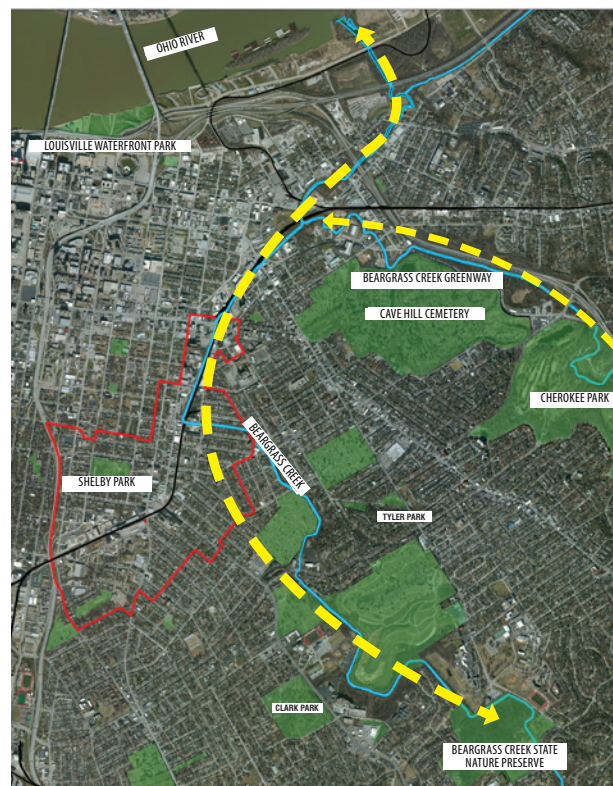 OHIO RIVER
LOUISVILLE WATERFRONT PARK
BEARGRASS CREEK GREENWAY
CAVE HILL CEMETERY
CHEROKEE PARK
BEARGRASS CREEK
SHELBY PARK
TYLER PARK
CLARK PARK
BEARGRASS CREEK STATE
NATURE PRESERVE